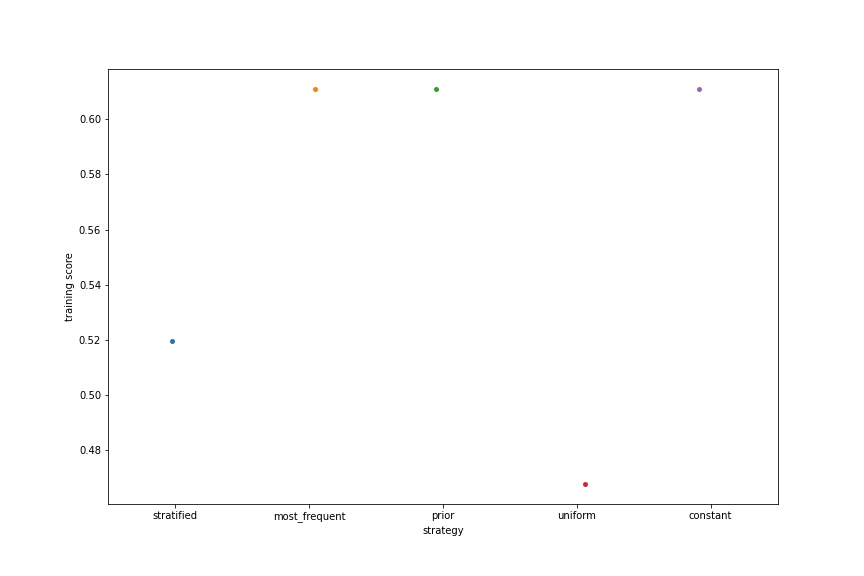 0.60
0.58
0.56
0.54
0.52
0.50
0.48
training score
stratified most_frequent prior uniform constant
strategy